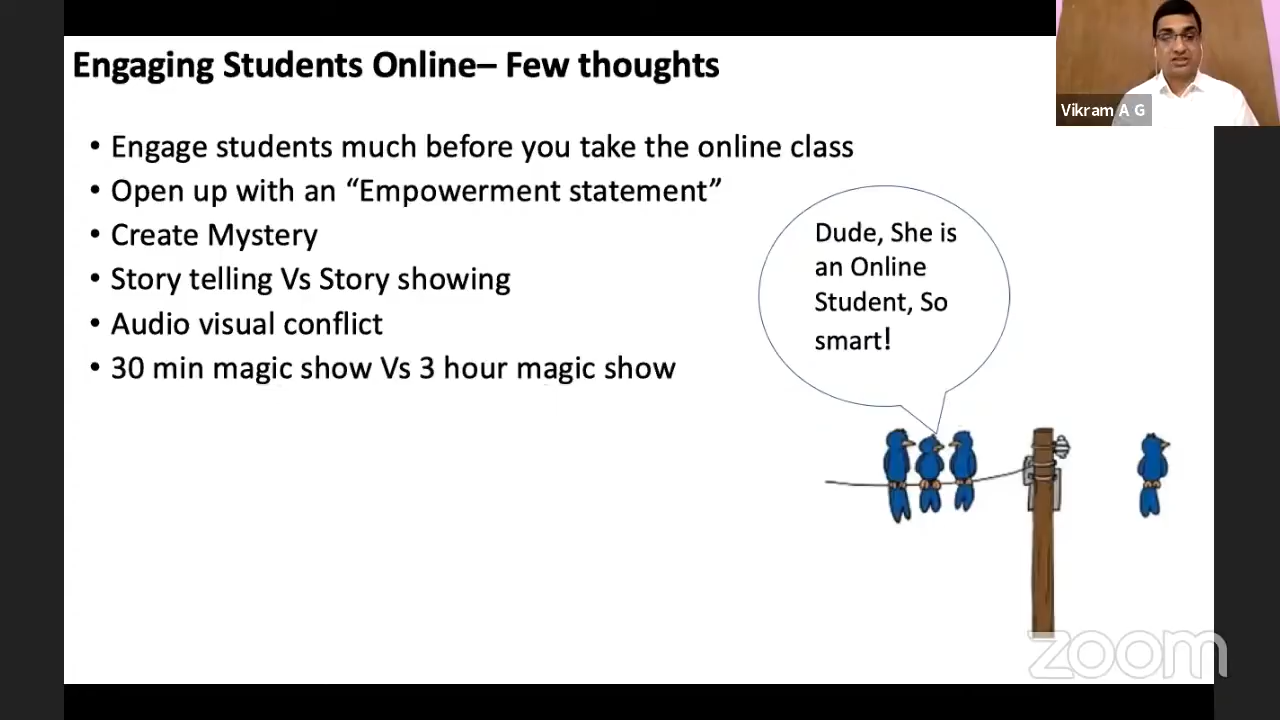 Engaging Students Online– Few thoughts
Vikram A G
• Engage students much before you take the online class
• Open up with an “Empowerment statement”
• Create Mystery
• Story telling Vs Story showing
• Audio visual conflict
• 30 min magic show Vs 3 hour magic show
Dude, She is
an Online
Student, So
smart!
zoom